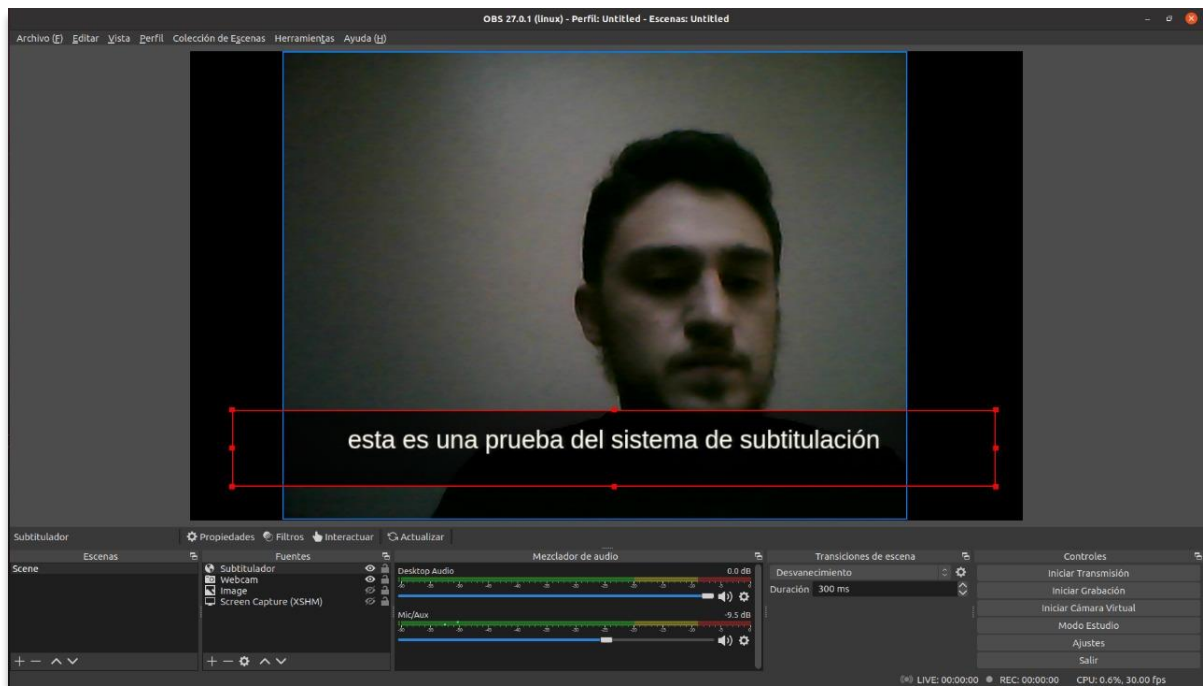 OBS 27.0.1 (linux) - Perfil: Untitled - Escenas: Untitled
Archivo (F) Editar Vista Perfil Colección de Escenas Herramientas Ayuda (H)
esta es una prueba del sistema de subtitulación
Subtitulador Propiedades Filtros Interactuar Actualizar
Escenas Fuentes Mezclador de audio Transiciones de escena Controles
Scene
Subtitulador
Webcam
Image
Screen Capture (XSHM)
Desktop Audio 0.0 dB
Mic/Aux -9.5 dB
Desvanecimiento
Duración 300 ms
Iniciar Transmisión
Iniciar Grabación
Iniciar Cámara Virtual
Modo Estudio
Ajustes
Salir
LIVE: 00:00:00 REC: 00:00:00 CPU: 0.6%, 30.00 fps